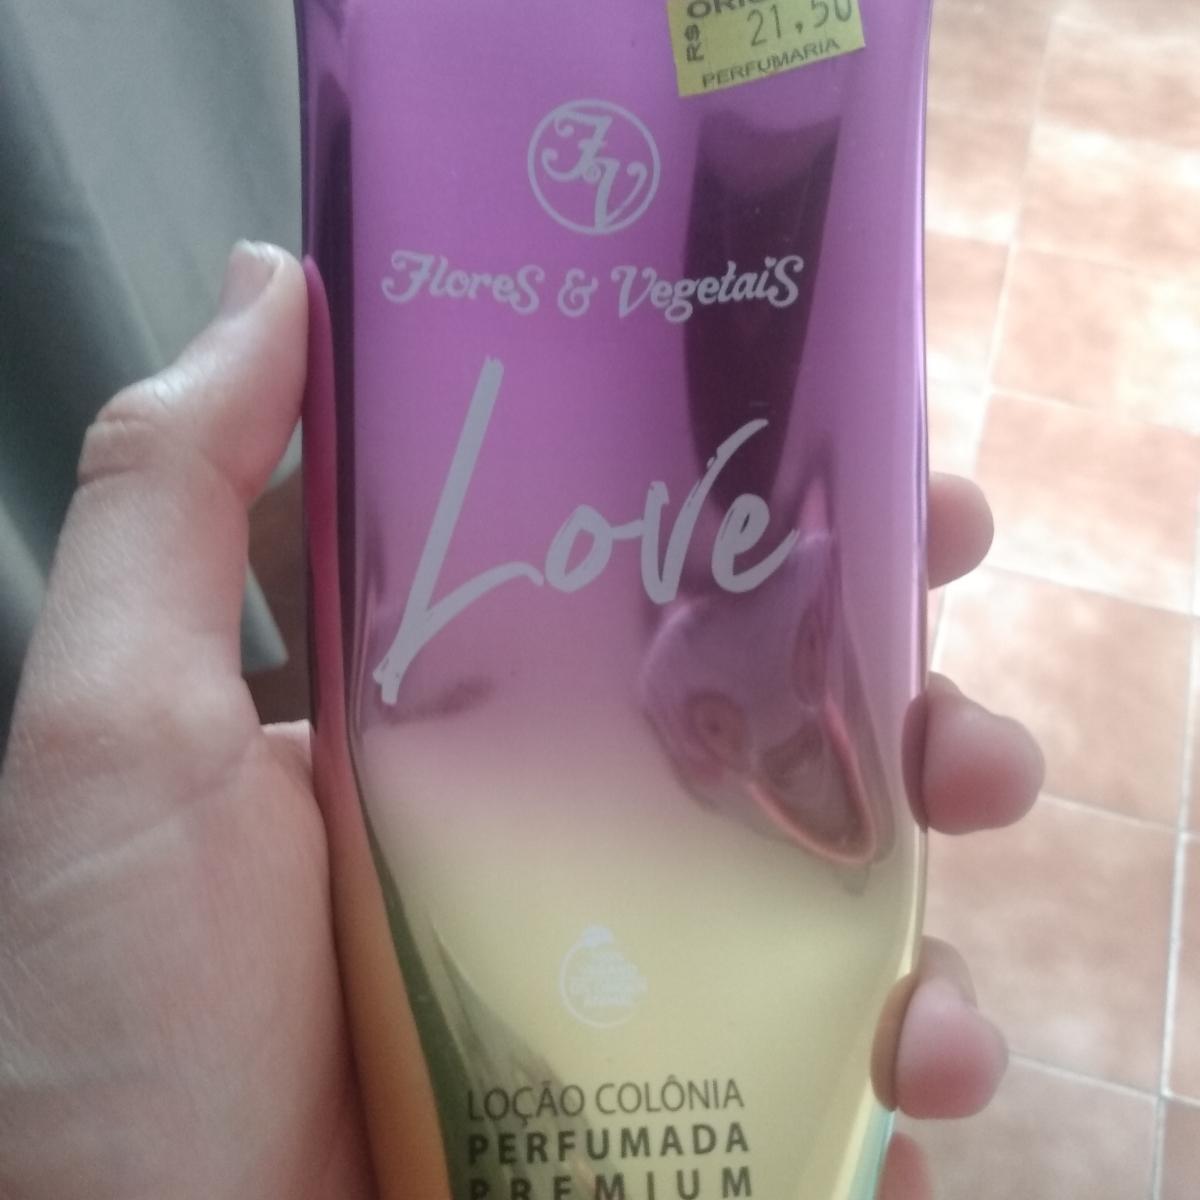 R$
21,50
PERFUMARIA
FV
Flores & Vegetais
Love
LOÇÃO COLÔNIA
PERFUMADA
PREMIUM